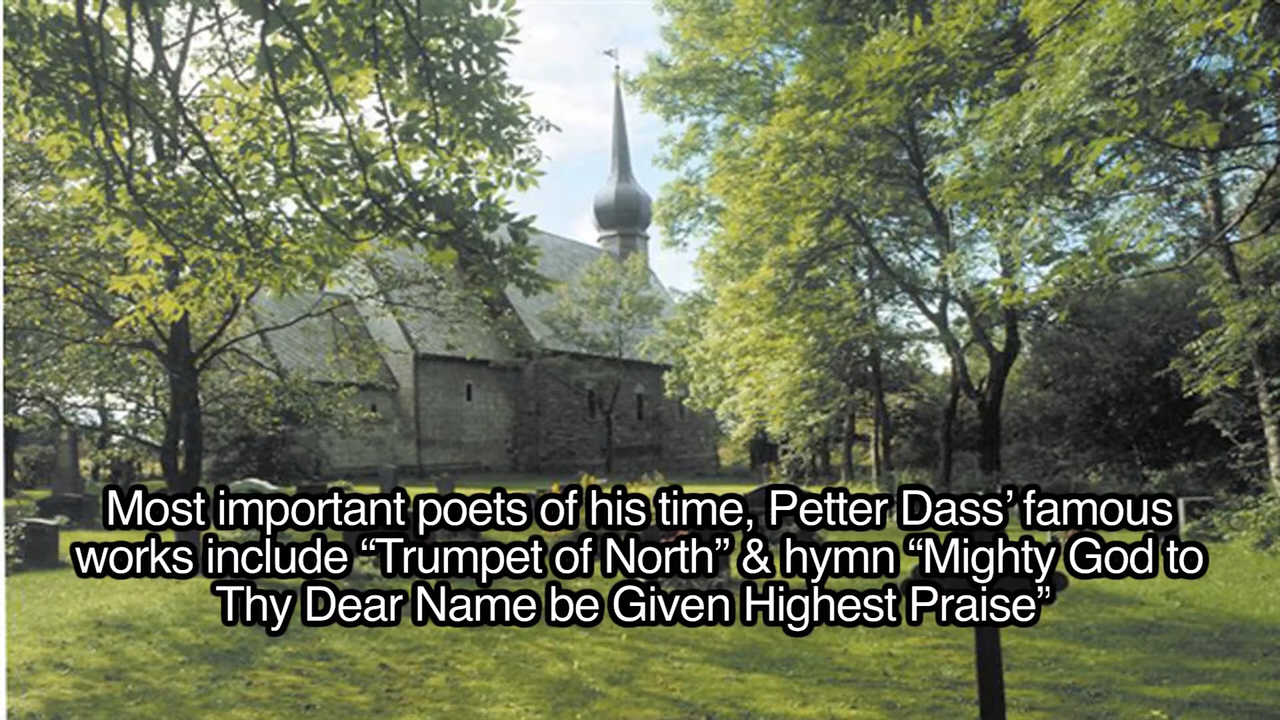 Most important poets of his time, Petter Dass’ famous
works include “Trumpet of North” & hymn “Mighty God to
Thy Dear Name be Given Highest Praise”